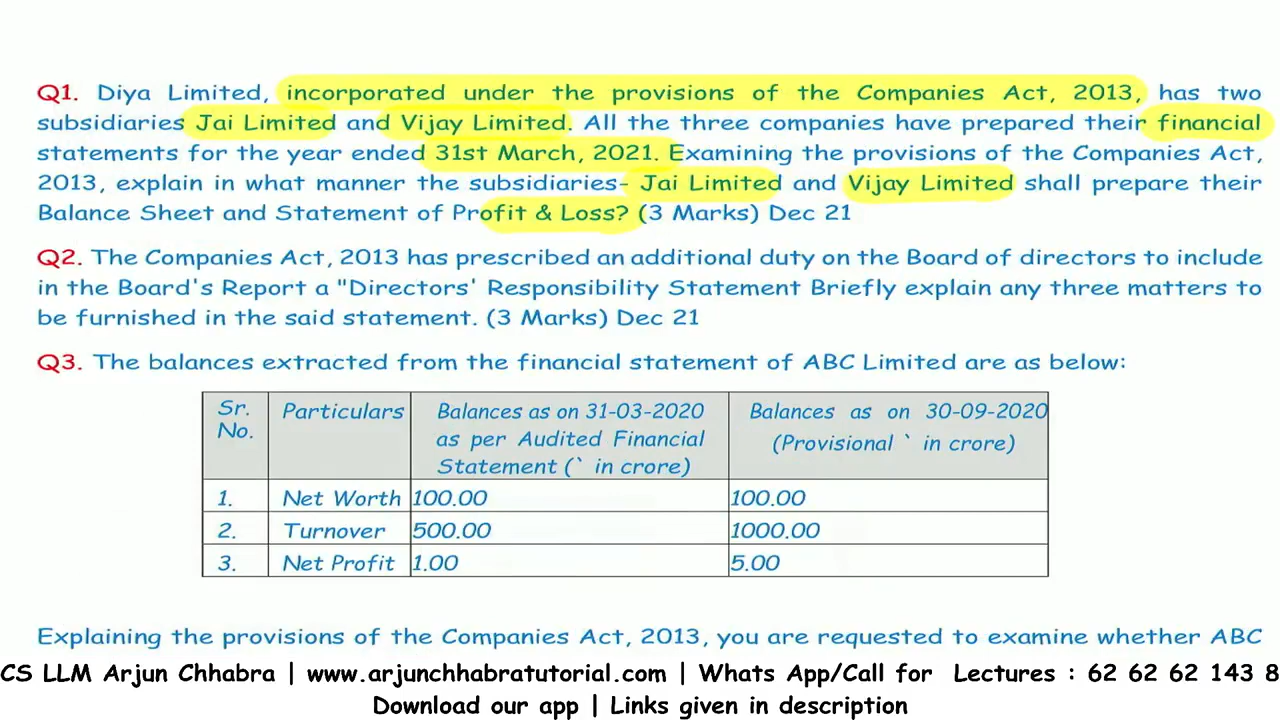 Q1. Diya Limited, incorporated under the provisions of the Companies Act, 2013, has two
subsidiaries Jai Limited and Vijay Limited. All the three companies have prepared their financial
statements for the year ended 31st March, 2021. Examining the provisions of the Companies Act,
2013, explain in what manner the subsidiaries- Jai Limited and Vijay Limited shall prepare their
Balance Sheet and Statement of Profit & Loss? (3 Marks) Dec 21
Q2. The Companies Act, 2013 has prescribed an additional duty on the Board of directors to include
in the Board's Report a "Directors' Responsibility Statement Briefly explain any three matters to
be furnished in the said statement. (3 Marks) Dec 21
Q3. The balances extracted from the financial statement of ABC Limited are as below:
Sr. No. Particulars Balances as on 31-03-2020 as per Audited Financial Statement (` in crore) Balances as on 30-09-2020 (Provisional ` in crore)
1. Net Worth 100.00 100.00
2. Turnover 500.00 1000.00
3. Net Profit 1.00 5.00
Explaining the provisions of the Companies Act, 2013, you are requested to examine whether ABC
CS LLM Arjun Chhabra | www.arjunchhabratutorial.com | Whats App/Call for Lectures : 62 62 62 143 8
Download our app | Links given in description